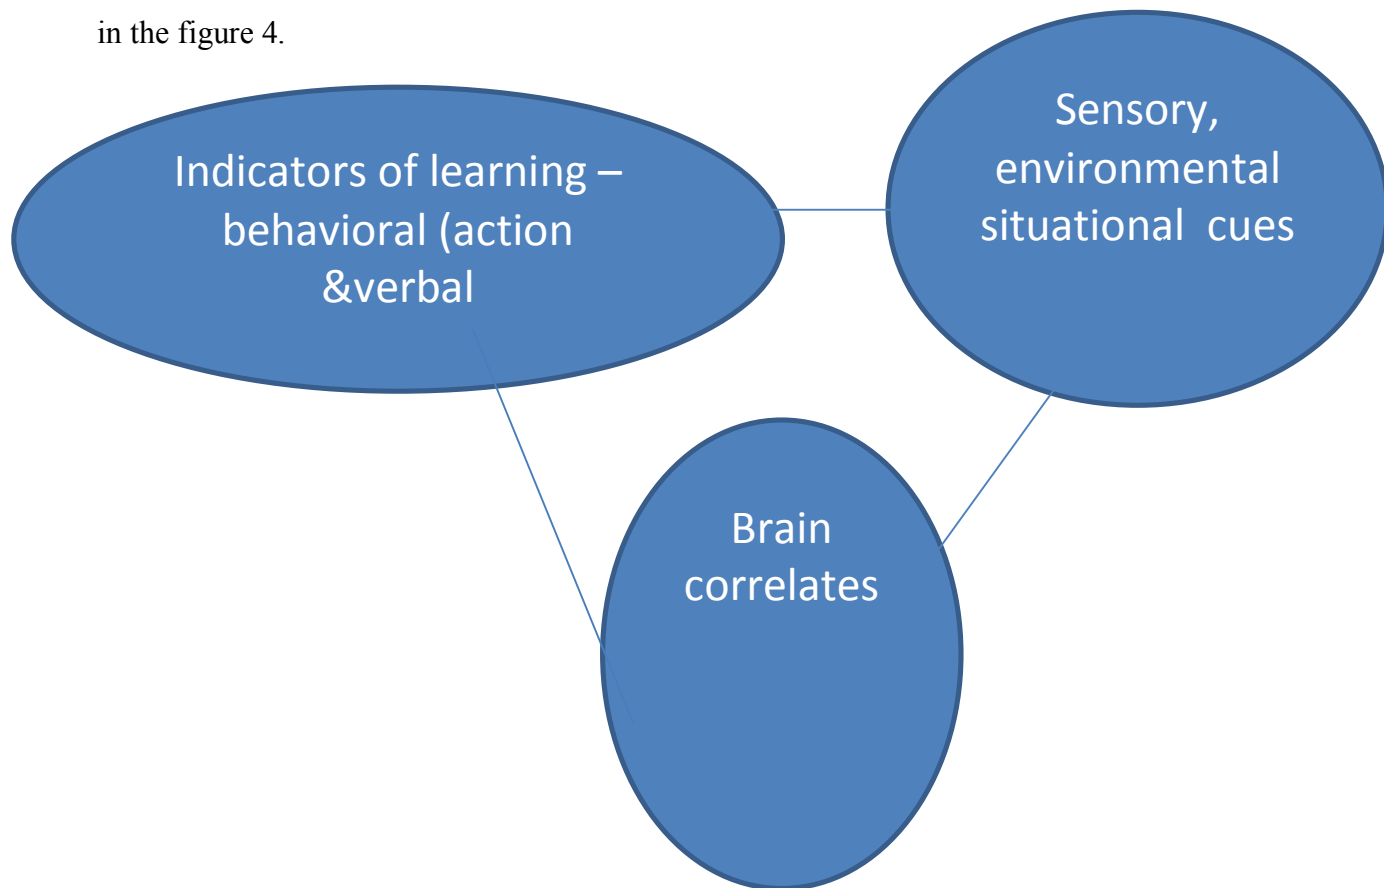 in the figure 4.
Indicators of learning –
behavioral (action
&verbal
Sensory,
environmental
situational  cues
Brain
correlates